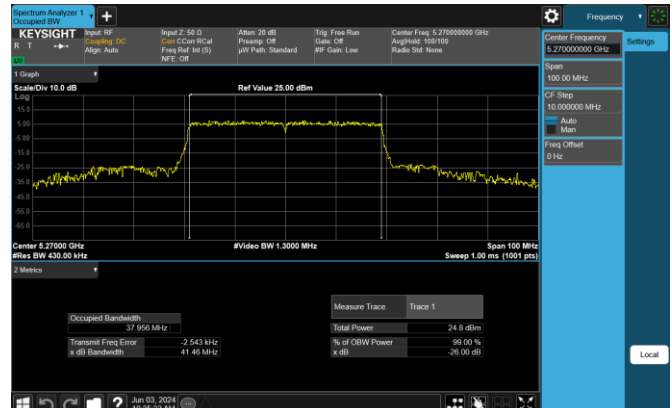 Spectrum Analyzer 1
Occupied BW
Frequency
KEYSIGHT
R T
LXI
Input: RF
Coupling: DC
Align: Auto
Input Z: 50 Ω
Corr CCorr RCal
Freq Ref: Int (S)
NFE: Off
Atten: 20 dB
Preamp: Off
µW Path: Standard
Trig: Free Run
Gate: Off
#IF Gain: Low
Center Freq: 5.270000000 GHz
Avg|Hold: 100/100
Radio Std: None
Center Frequency
5.270000000 GHz
Settings
Span
100.00 MHz
CF Step
10.000000 MHz
Auto
Man
Freq Offset
0 Hz
Local
1 Graph
Scale/Div 10.0 dB
Ref Value 25.00 dBm
Log
15.0
5.00
-5.00
-15.0
-25.0
-35.0
-45.0
-55.0
-65.0
Center 5.27000 GHz
#Video BW 1.3000 MHz
Span 100 MHz
#Res BW 430.00 kHz
Sweep 1.00 ms (1001 pts)
2 Metrics
Measure Trace Trace 1
Occupied Bandwidth
37.956 MHz
Total Power 24.8 dBm
Transmit Freq Error -2.543 kHz
% of OBW Power 99.00 %
x dB Bandwidth 41.46 MHz
x dB -26.00 dB
Jun 03, 2024